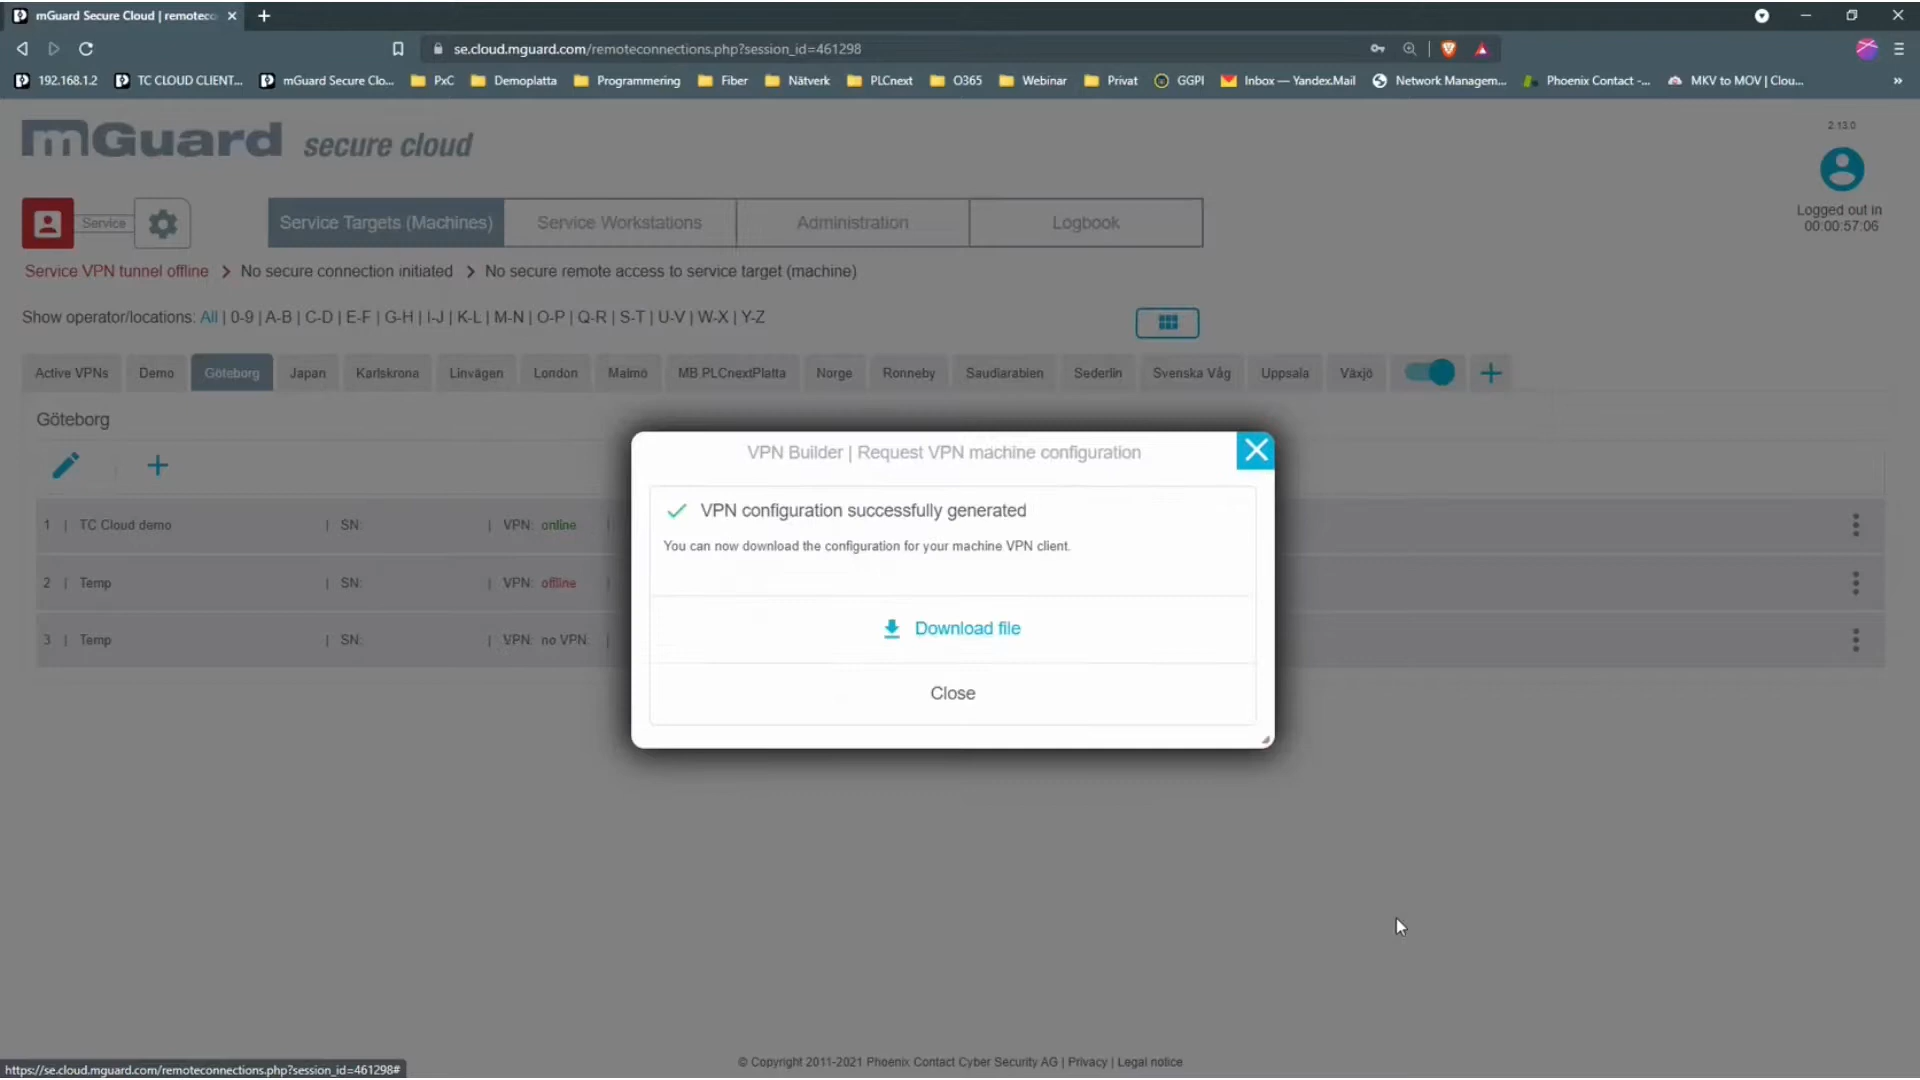 mGuard Secure Cloud | remoteco
se.cloud.mguard.com/remoteconnections.php?session_id=461298
192.168.1.2 TC CLOUD CLIENT... mGuard Secure Clo... PxC Demoplatta Programmering Fiber Nätverk PLCnext O365 Webinar Privat GGPI Inbox — Yandex.Mail Network Managem... Phoenix Contact -... MKV to MOV | Clou... »
mGuard secure cloud
2.13.0
Service
Service Targets (Machines) Service Workstations Administration Logbook
Logged out in
00:00:57:06
Service VPN tunnel offline > No secure connection initiated > No secure remote access to service target (machine)
Show operator/locations: All | 0-9 | A-B | C-D | E-F | G-H | I-J | K-L | M-N | O-P | Q-R | S-T | U-V | W-X | Y-Z
Active VPNs Demo Göteborg Japan Karlskrona Linvägen London Malmö MB PLCnextPlatta Norge Ronneby Saudiarabien Sederlin Svenska Våg Uppsala Växjö
Göteborg
VPN Builder | Request VPN machine configuration
VPN configuration successfully generated
You can now download the configuration for your machine VPN client.
Download file
Close
1 | TC Cloud demo | SN: | VPN: online |
2 | Temp | SN: | VPN: offline |
3 | Temp | SN: | VPN: no VPN |
© Copyright 2011-2021 Phoenix Contact Cyber Security AG | Privacy | Legal notice
https://se.cloud.mguard.com/remoteconnections.php?session_id=461298#